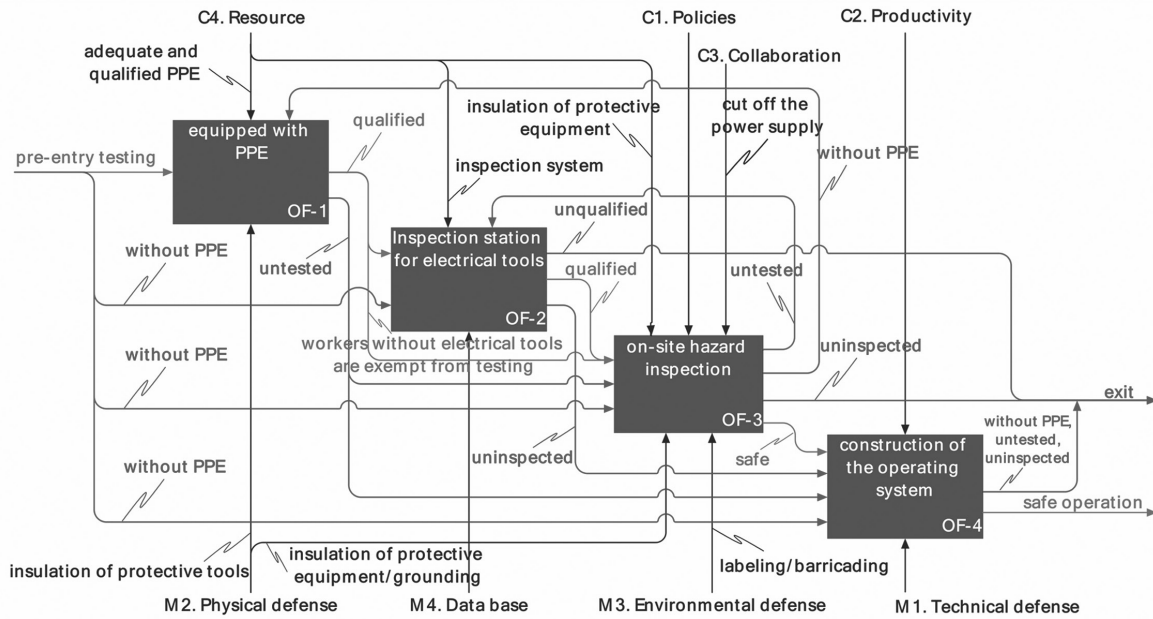 C4. Resource
C1. Policies
C2. Productivity
C3. Collaboration
adequate and
qualified PPE
insulation of protective
equipment
cut off the
power supply
equipped with
PPE
OF-1
qualified
pre-entry testing
inspection system
without PPE
unqualified
Inspection station
for electrical tools
OF-2
without PPE
untested
qualified
untested
workers without electrical tools
are exempt from testing
on-site hazard
inspection
OF-3
uninspected
without PPE
exit
uninspected
safe
without PPE,
untested,
uninspected
construction of
the operating
system
OF-4
without PPE
safe operation
insulation of protective tools
insulation of protective
equipment/grounding
labeling/barricading
M2. Physical defense
M4. Data base
M3. Environmental defense
M1. Technical defense